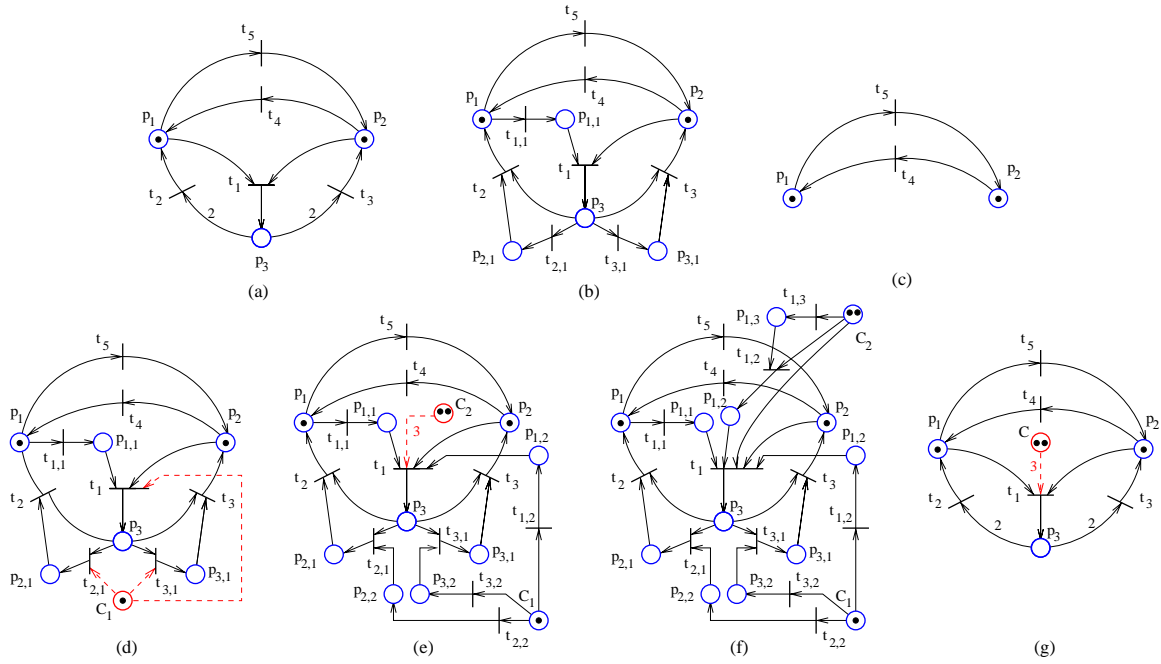 t5
p1
p2
t4
t1
t2
t3
2
2
p3
(a)
t5
p1
p2
t4
p1,1
t1,1
t1
t2
t3
p3
p2,1
t2,1
t3,1
p3,1
(b)
t5
p1
p2
t4
(c)
t5
p1
p2
t4
p1,1
t1,1
t1
t2
t3
p3
p2,1
t2,1
t3,1
p3,1
C1
(d)
t5
p1
p2
t4
p1,1
C2
t1,1
3
p1,2
t1
t2
t3
p3
t1,2
t3,1
p2,1
t2,1
p3,1
p2,2
p3,2
t3,2
C1
t2,2
(e)
t1,3
p1,3
C2
t5
t1,2
t4
p1
p2
p1,1
p1,2
t1,1
p1,2
t1
t2
t3
p3
t1,2
t3,1
p2,1
t2,1
p3,1
p2,2
p3,2
t3,2
C1
t2,2
(f)
t5
p1
p2
t4
C
3
t1
t2
t3
2
2
p3
(g)